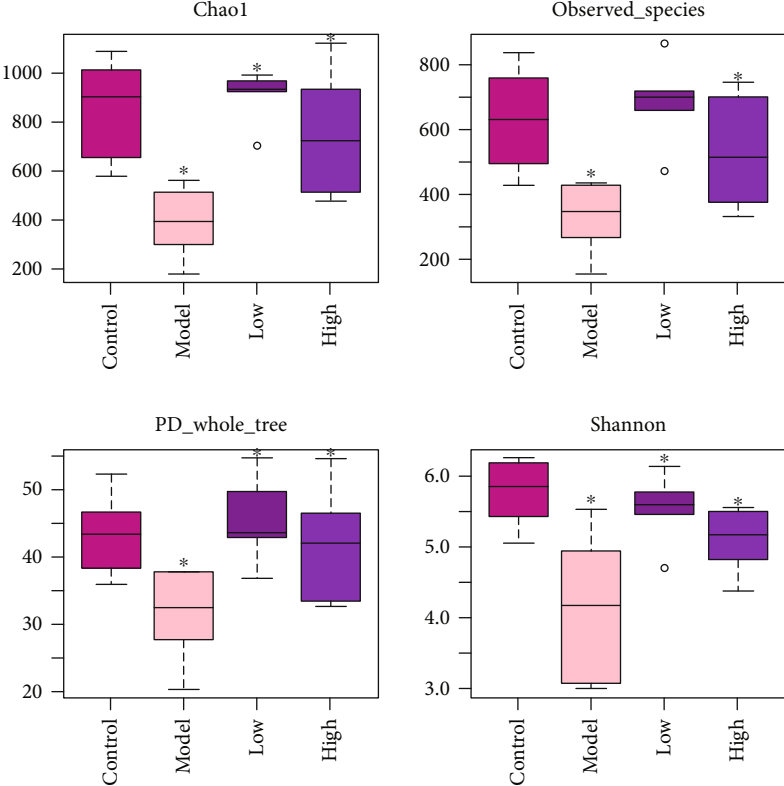 Chao1
1000
800
600
400
200
*
*
*
Control
Model
Low
High
Observed_species
800
600
400
200
*
*
Control
Model
Low
High
PD_whole_tree
50
40
30
20
*
*
*
Control
Model
Low
High
Shannon
6.0
5.0
4.0
3.0
*
*
*
Control
Model
Low
High